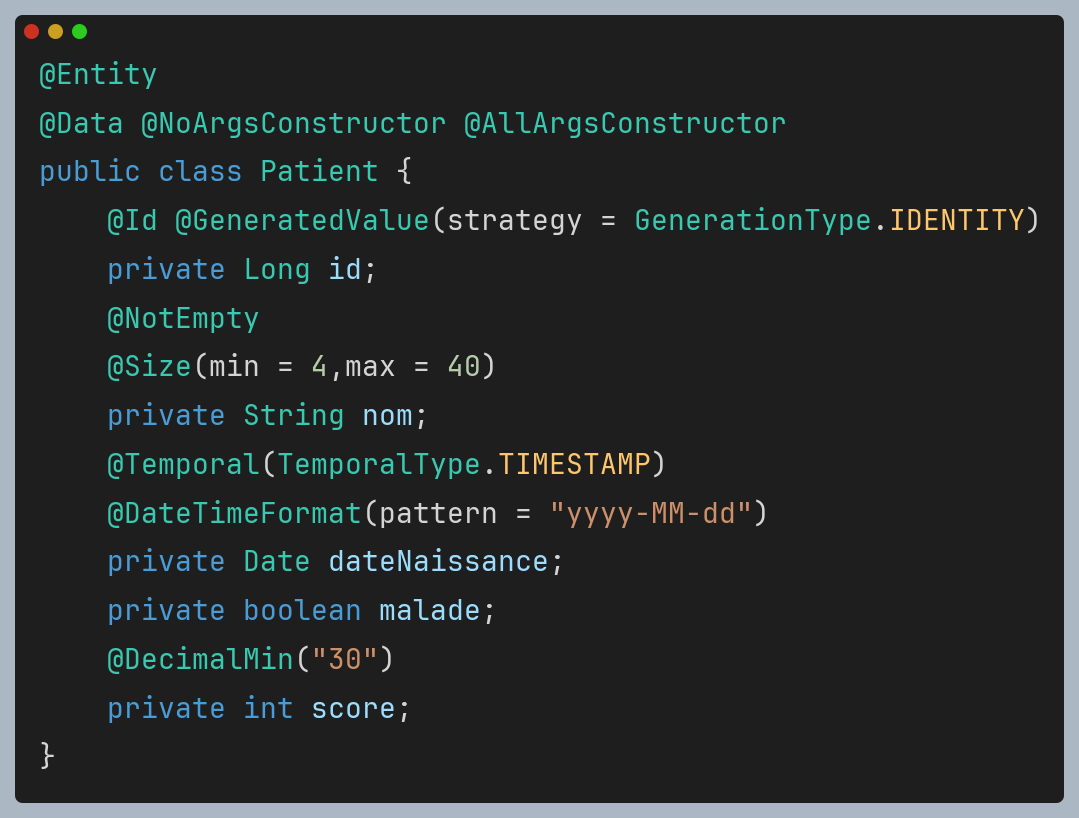 @Entity
@Data @NoArgsConstructor @AllArgsConstructor
public class Patient {
    @Id @GeneratedValue(strategy = GenerationType.IDENTITY)
    private Long id;
    @NotEmpty
    @Size(min = 4,max = 40)
    private String nom;
    @Temporal(TemporalType.TIMESTAMP)
    @DateTimeFormat(pattern = "yyyy-MM-dd")
    private Date dateNaissance;
    private boolean malade;
    @DecimalMin("30")
    private int score;
}